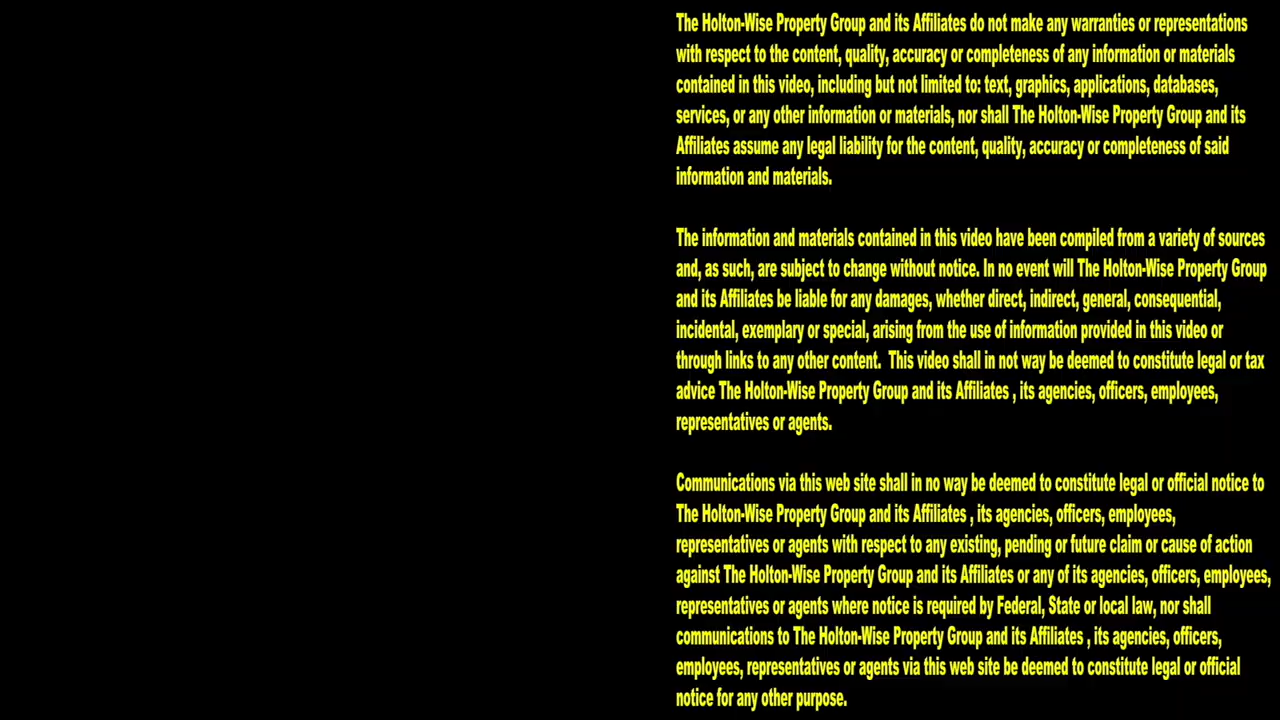 The Holton-Wise Property Group and its Affiliates do not make any warranties or representations
with respect to the content, quality, accuracy or completeness of any information or materials
contained in this video, including but not limited to: text, graphics, applications, databases,
services, or any other information or materials, nor shall The Holton-Wise Property Group and its
Affiliates assume any legal liability for the content, quality, accuracy or completeness of said
information and materials.
The information and materials contained in this video have been compiled from a variety of sources
and, as such, are subject to change without notice. In no event will The Holton-Wise Property Group
and its Affiliates be liable for any damages, whether direct, indirect, general, consequential,
incidental, exemplary or special, arising from the use of information provided in this video or
through links to any other content.  This video shall in not way be deemed to constitute legal or tax
advice The Holton-Wise Property Group and its Affiliates , its agencies, officers, employees,
representatives or agents.
Communications via this web site shall in no way be deemed to constitute legal or official notice to
The Holton-Wise Property Group and its Affiliates , its agencies, officers, employees,
representatives or agents with respect to any existing, pending or future claim or cause of action
against The Holton-Wise Property Group and its Affiliates or any of its agencies, officers, employees,
representatives or agents where notice is required by Federal, State or local law, nor shall
communications to The Holton-Wise Property Group and its Affiliates , its agencies, officers,
employees, representatives or agents via this web site be deemed to constitute legal or official
notice for any other purpose.